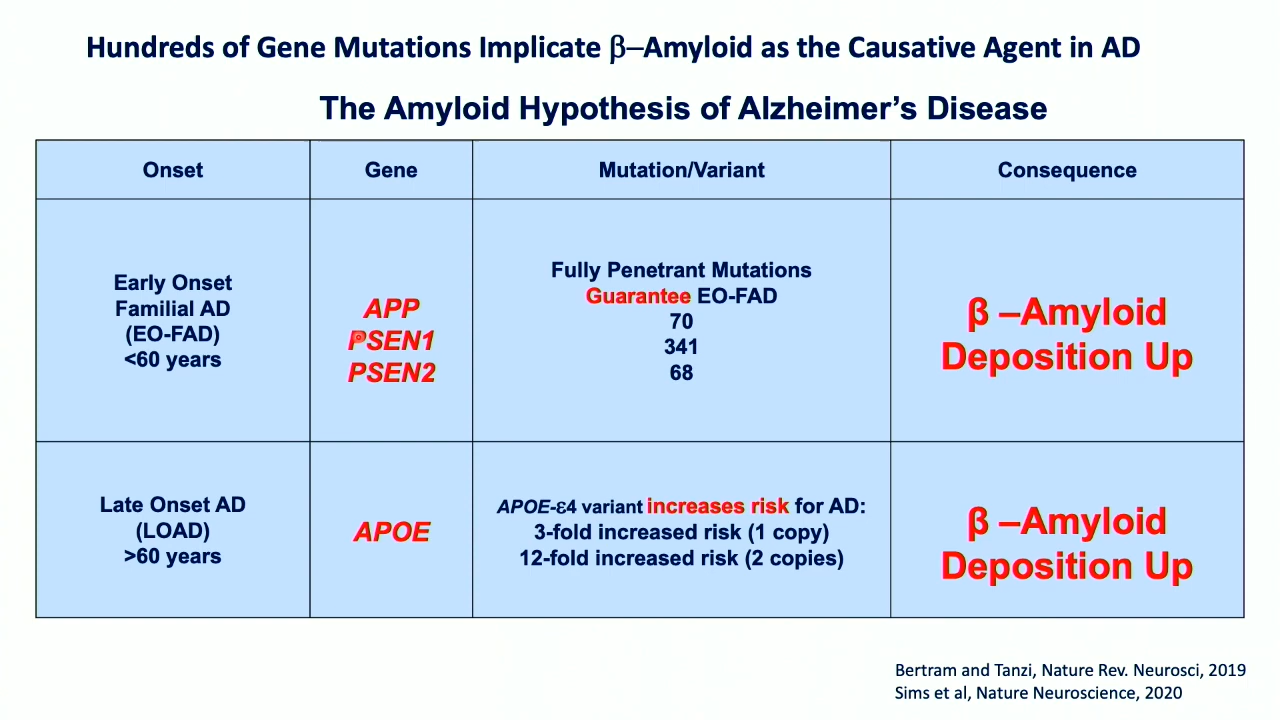 Hundreds of Gene Mutations Implicate β–Amyloid as the Causative Agent in AD
The Amyloid Hypothesis of Alzheimer’s Disease
Onset
Gene
Mutation/Variant
Consequence
Early Onset
Familial AD
(EO-FAD)
<60 years
APP
PSEN1
PSEN2
Fully Penetrant Mutations
Guarantee EO-FAD
70
341
68
β –Amyloid
Deposition Up
Late Onset AD
(LOAD)
>60 years
APOE
APOE-ε4 variant increases risk for AD:
3-fold increased risk (1 copy)
12-fold increased risk (2 copies)
β –Amyloid
Deposition Up
Bertram and Tanzi, Nature Rev. Neurosci, 2019
Sims et al, Nature Neuroscience, 2020